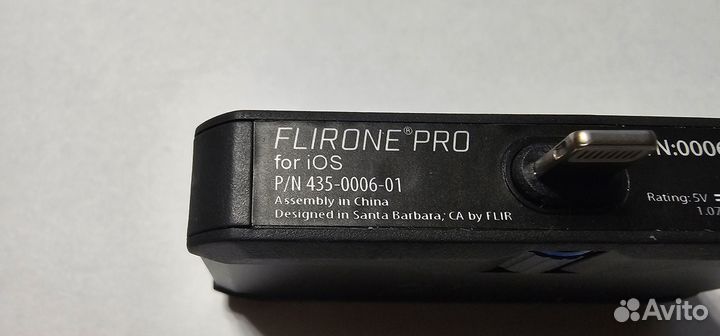 FLIRONE® PRO
for iOS
P/N 435-0006-01
Assembly in China
Designed in Santa Barbara, CA by FLIR
/N:0006
Rating: 5V
1.07
Avito